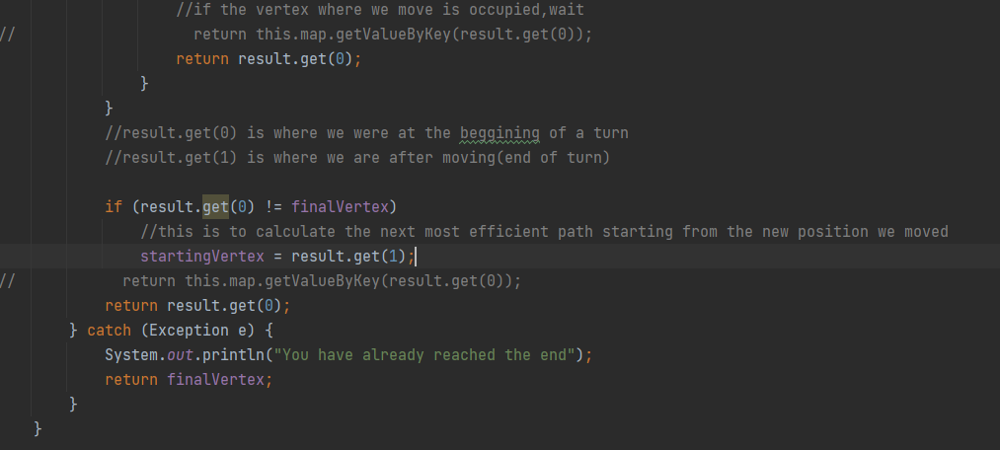 //if the vertex where we move is occupied,wait
// return this.map.getValueByKey(result.get(0));
return result.get(0);
}
}
//result.get(0) is where we were at the beggining of a turn
//result.get(1) is where we are after moving(end of turn)
if (result.get(0) != finalVertex)
//this is to calculate the next most efficient path starting from the new position we moved
startingVertex = result.get(1);
// return this.map.getValueByKey(result.get(0));
return result.get(0);
} catch (Exception e) {
System.out.println("You have already reached the end");
return finalVertex;
}
}